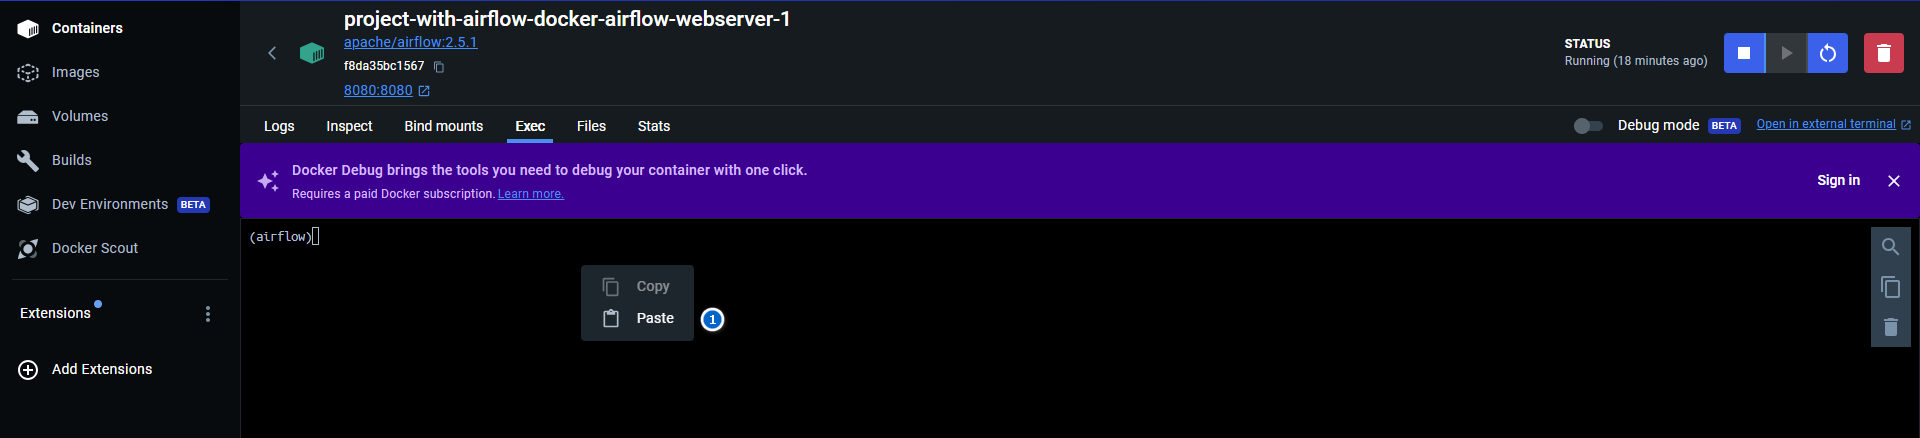 Containers
Images
Volumes
Builds
Dev Environments BETA
Docker Scout
Extensions
Add Extensions
project-with-airflow-docker-airflow-webserver-1
apache/airflow:2.5.1
f8da35bc1567
8080:8080
STATUS
Running (18 minutes ago)
Logs Inspect Bind mounts Exec Files Stats
Debug mode BETA Open in external terminal
Docker Debug brings the tools you need to debug your container with one click.
Requires a paid Docker subscription. Learn more.
Sign in
(airflow)
Copy
Paste 1